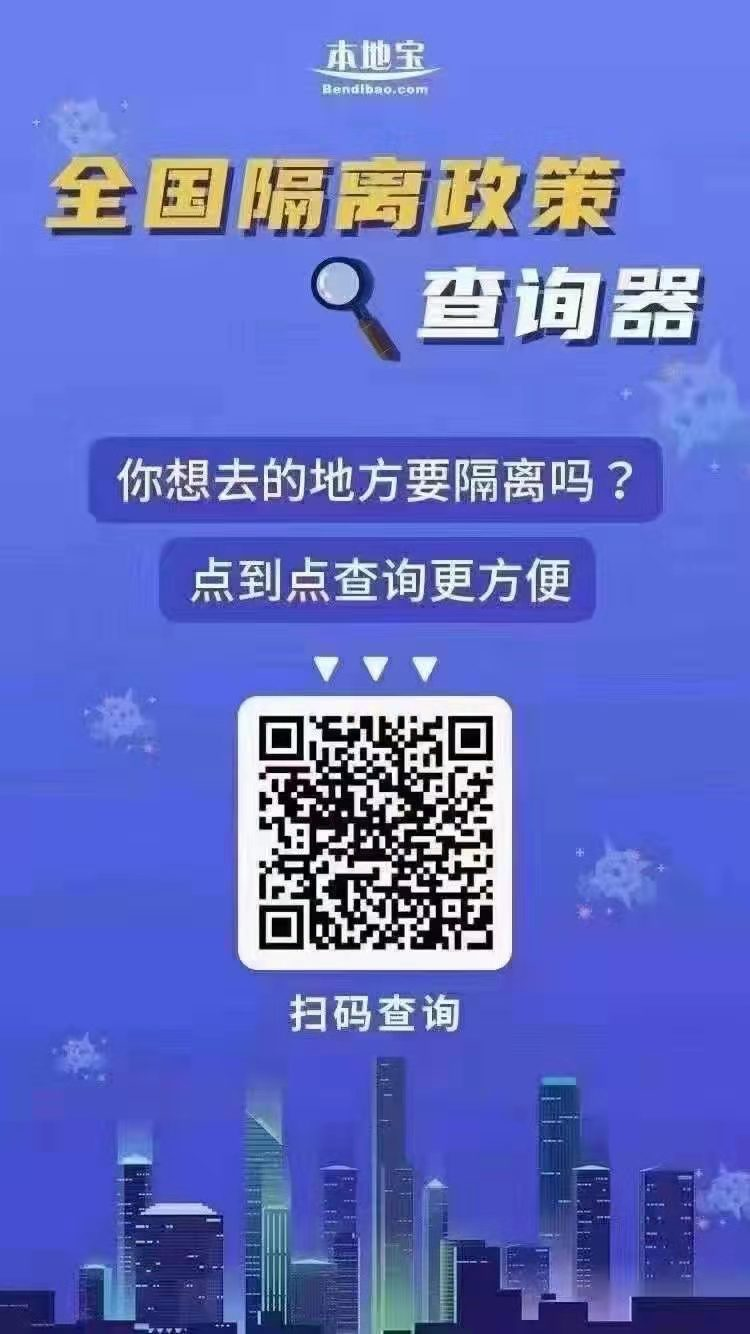 本地宝
Bendibao.com
全国隔离政策
查询器
你想去的地方要隔离吗？
点到点查询更方便
扫码查询